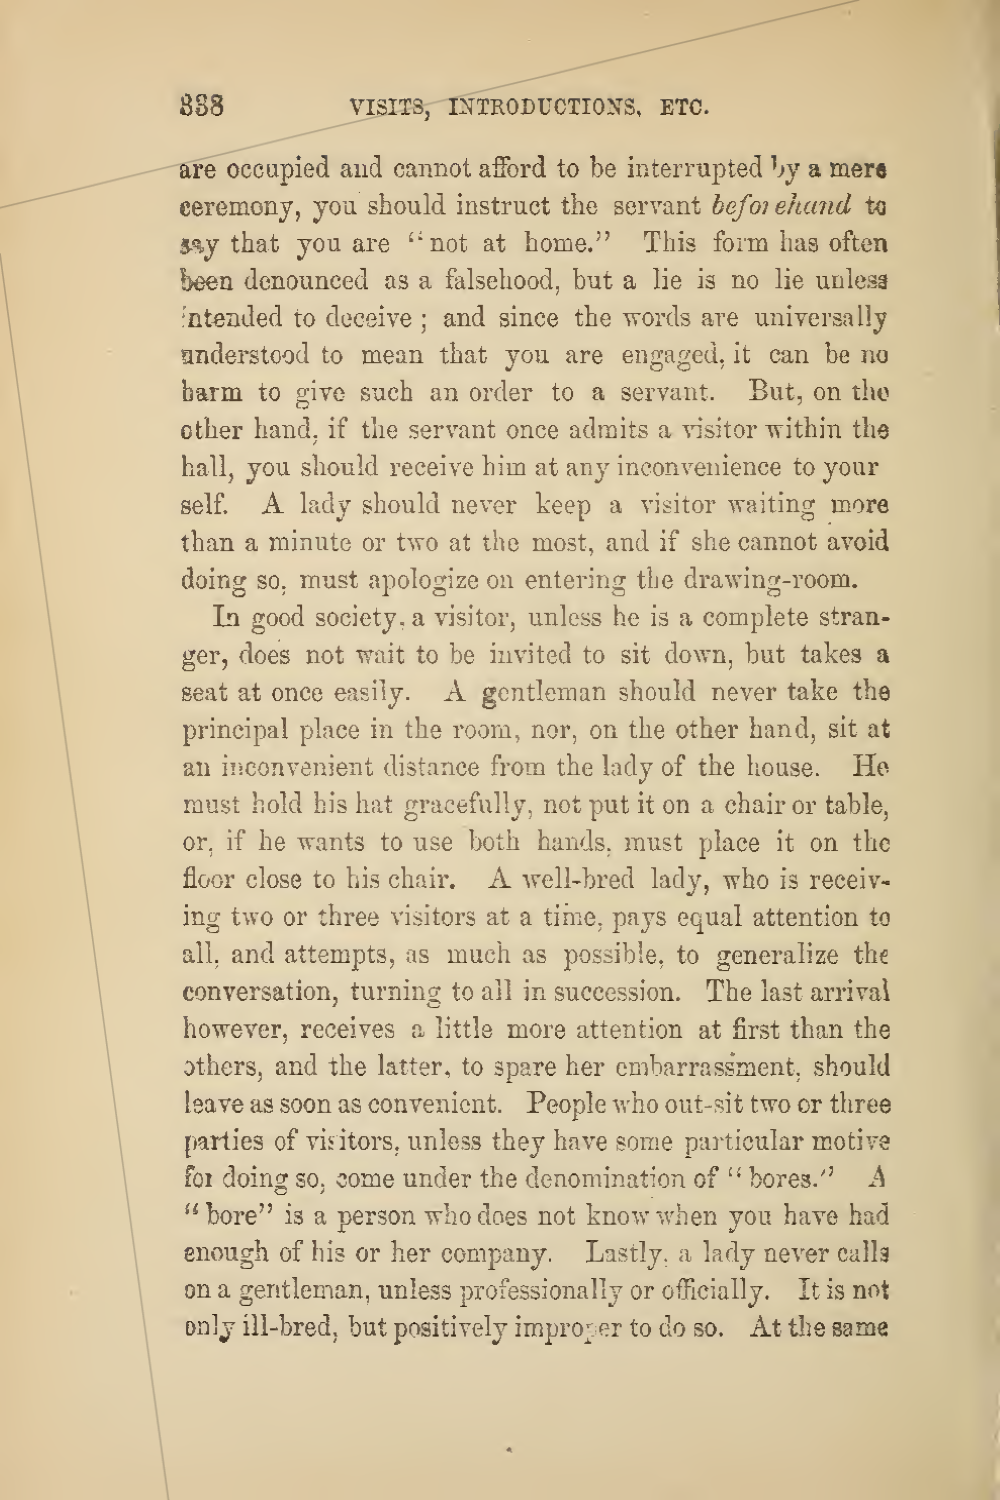 338 VISITS, INTRODUCTIONS, ETC.
are occupied and cannot afford to be interrupted by a mere
ceremony, you should instruct the servant beforehand to
say that you are “not at home.” This form has often
been denounced as a falsehood, but a lie is no lie unless
intended to deceive ; and since the words are universally
understood to mean that you are engaged, it can be no
harm to give such an order to a servant. But, on the
other hand, if the servant once admits a visitor within the
hall, you should receive him at any inconvenience to your
self. A lady should never keep a visitor waiting more
than a minute or two at the most, and if she cannot avoid
doing so, must apologize on entering the drawing-room.
In good society, a visitor, unless he is a complete stran-
ger, does not wait to be invited to sit down, but takes a
seat at once easily. A gentleman should never take the
principal place in the room, nor, on the other hand, sit at
an inconvenient distance from the lady of the house. He
must hold his hat gracefully, not put it on a chair or table,
or, if he wants to use both hands, must place it on the
floor close to his chair. A well-bred lady, who is receiv-
ing two or three visitors at a time, pays equal attention to
all, and attempts, as much as possible, to generalize the
conversation, turning to all in succession. The last arrival
however, receives a little more attention at first than the
others, and the latter, to spare her embarrassment, should
leave as soon as convenient. People who out-sit two or three
parties of visitors, unless they have some particular motive
for doing so, come under the denomination of “bores.” A
“bore” is a person who does not know when you have had
enough of his or her company. Lastly, a lady never calls
on a gentleman, unless professionally or officially. It is not
only ill-bred, but positively improper to do so. At the same